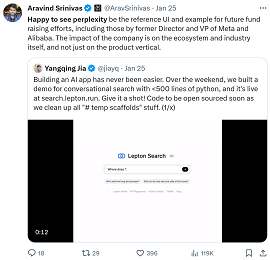 Aravind Srinivas @AravSrinivas · Jan 25
Happy to see perplexity be the reference UI and example for future fund
raising efforts, including those by former Director and VP of Meta and
Alibaba. The impact of the company is on the ecosystem and industry
itself, and not just on the product vertical.
Yangqing Jia @jiayq · Jan 25
Building an AI app has never been easier. Over the weekend, we built a
demo for conversational search with <500 lines of python, and it's live
at search.lepton.run. Give it a shot! Code to be open sourced soon as
we clean up all "# temp scaffolds" stuff. (1/x)
Lepton Search
0:12
18 29 396 119K